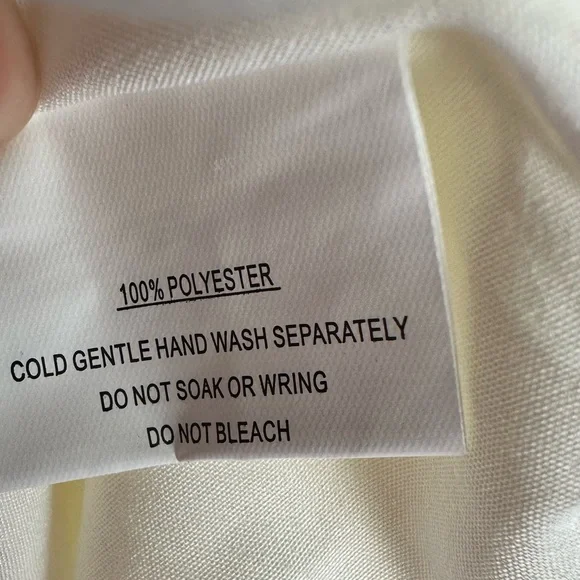 100% POLYESTER
COLD GENTLE HAND WASH SEPARATELY
DO NOT SOAK OR WRING
DO NOT BLEACH